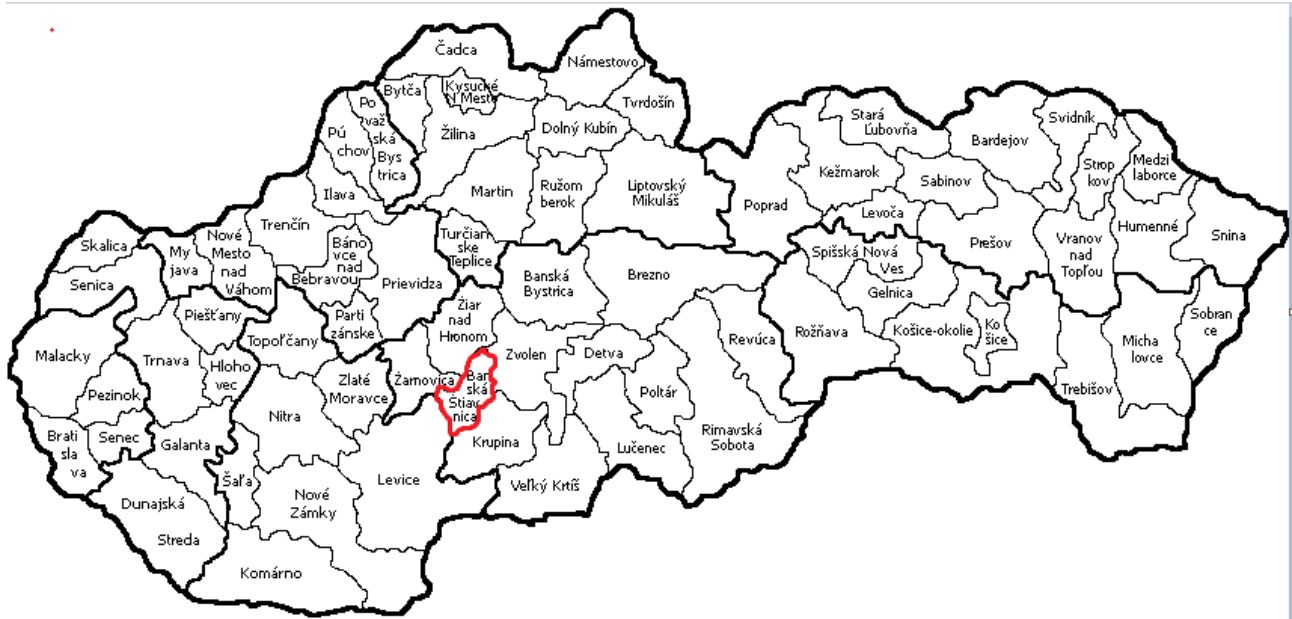 Čadca
Námestovo
Bytča
Kysucké
N Mesto
Tvrdošín
Po
važ
ská
Bys
trica
Pú
chov
Žilina
Dolný Kubín
Stará
Ľubovňa
Bardejov
Svidník
Strop
kov
Medzi
laborce
Ilava
Martin
Ružom
berok
Liptovský
Mikuláš
Poprad
Kežmarok
Sabinov
Levoča
Prešov
Vranov
nad
Topľou
Humenné
Snina
Skalica
Senica
My
java
Nové
Mesto
nad
Váhom
Trenčín
Báno
vce nad
Bebravou
Prievidza
Turčian
ske
Teplice
Banská
Bystrica
Brezno
Spišská Nová
Ves
Gelnica
Rožňava
Košice-okolie
Ko
šice
Micha
lovce
Sobran
ce
Trebišov
Malacky
Piešťany
Trnava
Hloho
vec
Topoľčany
Parti
zánske
Žiar
nad
Hronom
Zvolen
Detva
Revúca
Pezinok
Senec
Brati
sla
va
Galanta
Nitra
Zlaté
Moravce
Žarnovica
Ban
ská
Štiav
nica
Krupina
Poltár
Rimavská
Sobota
Lučenec
Veľký Krtíš
Levice
Šaľa
Nové
Zámky
Dunajská
Streda
Komárno